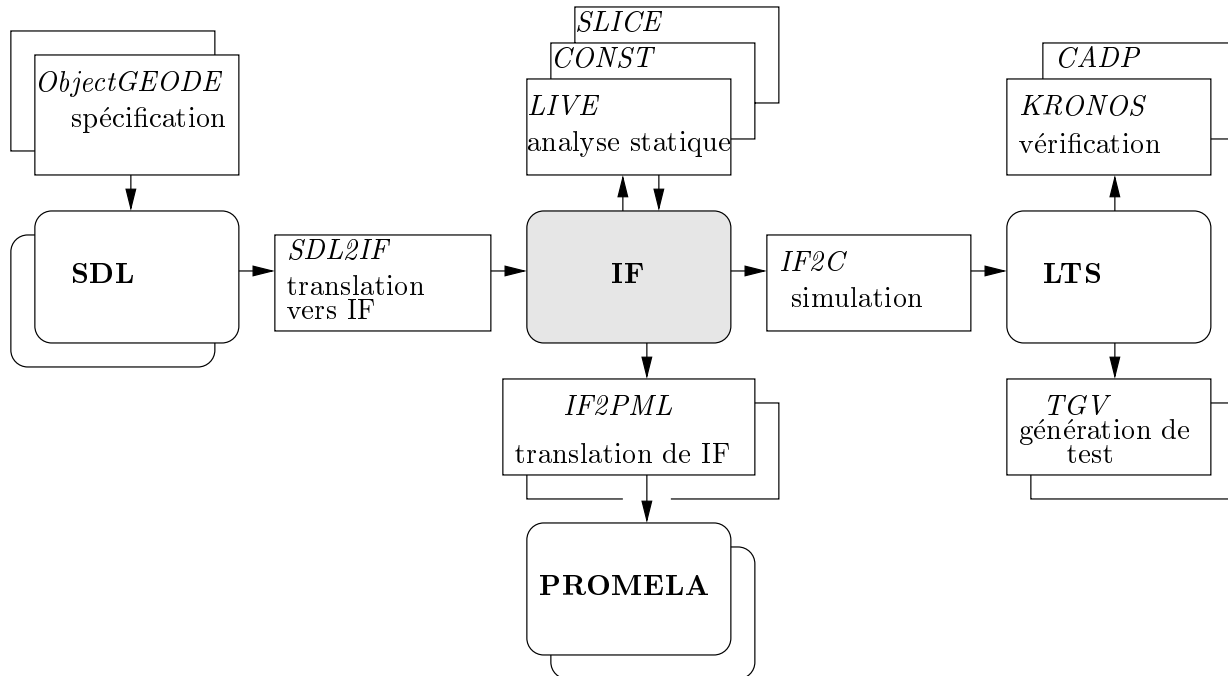 ObjectGEODE
spécification
SLICE
CONST
LIVE
analyse statique
CADP
KRONOS
vérification
SDL
SDL2IF
translation
vers IF
IF
IF2C
simulation
LTS
IF2PML
translation de IF
TGV
génération de
test
PROMELA